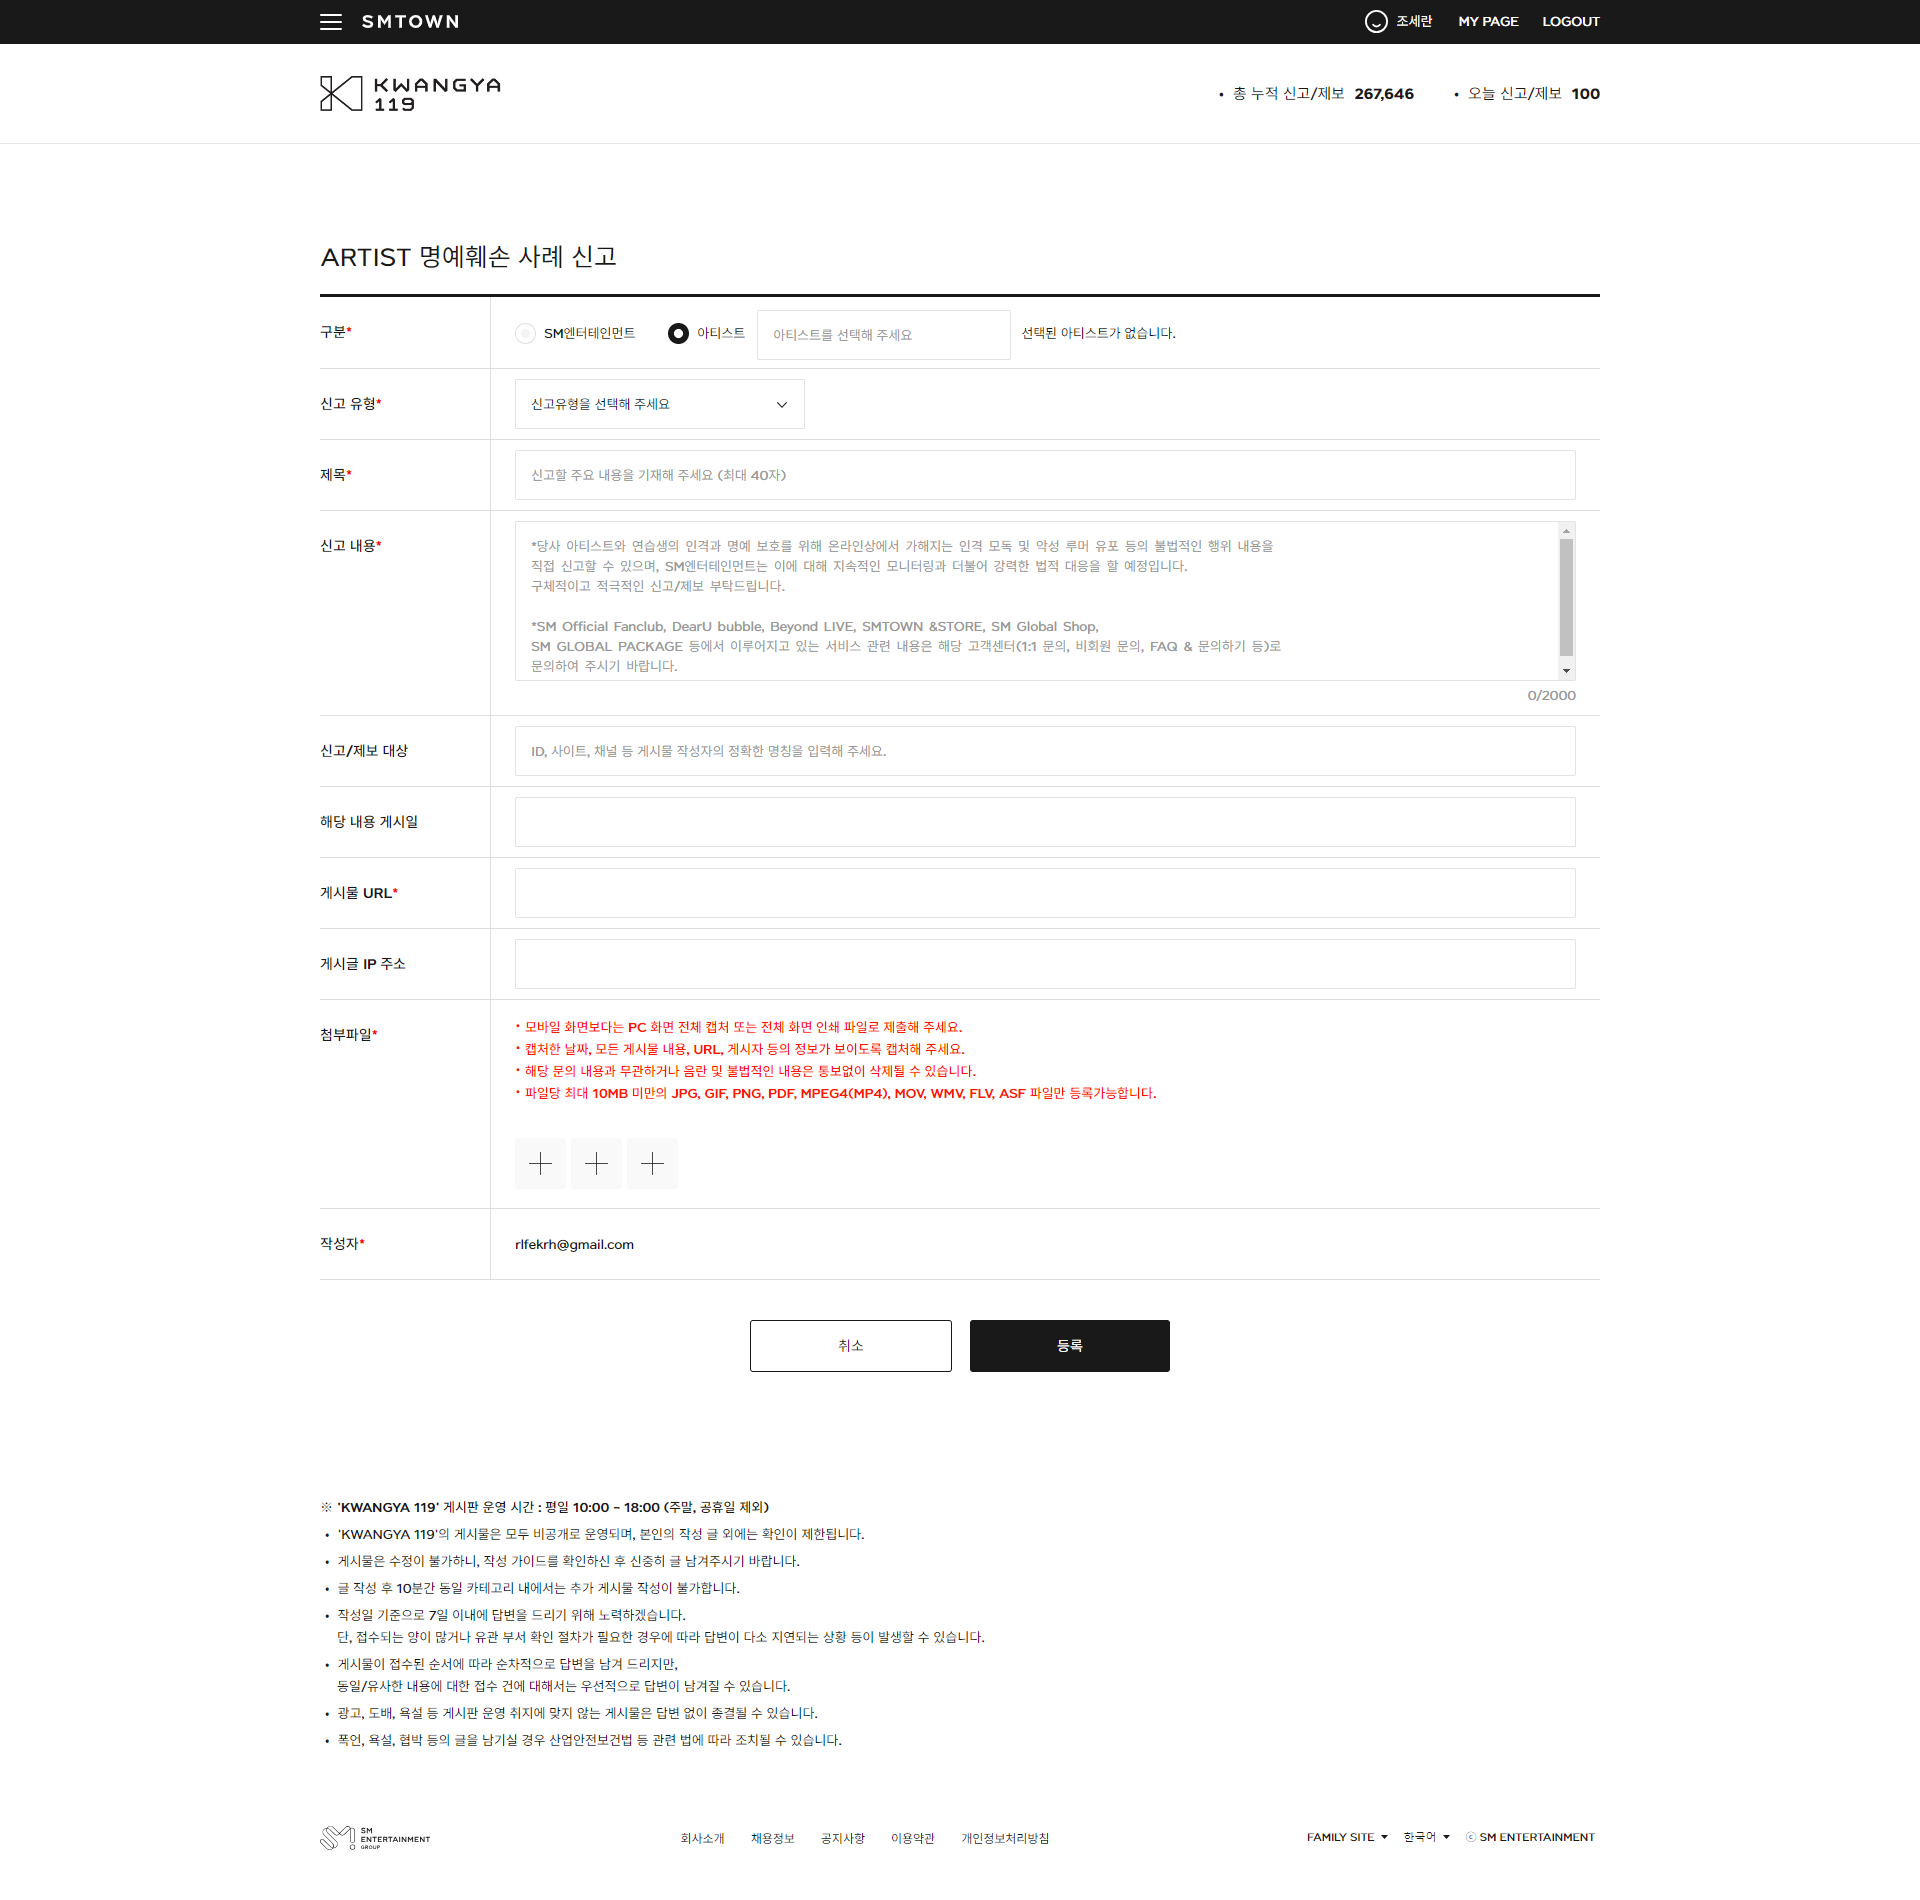 SMTOWN
조세란 MY PAGE LOGOUT
KWANGYA
119
• 총 누적 신고/제보 267,646 • 오늘 신고/제보 100
ARTIST 명예훼손 사례 신고
구분* SM엔터테인먼트 아티스트 아티스트를 선택해 주세요 선택된 아티스트가 없습니다.
신고 유형* 신고유형을 선택해 주세요
제목* 신고할 주요 내용을 기재해 주세요 (최대 40자)
신고 내용* *당사 아티스트와 연습생의 인격과 명예 보호를 위해 온라인상에서 가해지는 인격 모독 및 악성 루머 유포 등의 불법적인 행위 내용을
직접 신고할 수 있으며, SM엔터테인먼트는 이에 대해 지속적인 모니터링과 더불어 강력한 법적 대응을 할 예정입니다.
구체적이고 적극적인 신고/제보 부탁드립니다.
*SM Official Fanclub, DearU bubble, Beyond LIVE, SMTOWN &STORE, SM Global Shop,
SM GLOBAL PACKAGE 등에서 이루어지고 있는 서비스 관련 내용은 해당 고객센터(1:1 문의, 비회원 문의, FAQ & 문의하기 등)로
문의하여 주시기 바랍니다.
0/2000
신고/제보 대상 ID, 사이트, 채널 등 게시물 작성자의 정확한 명칭을 입력해 주세요.
해당 내용 게시일
게시물 URL*
게시글 IP 주소
첨부파일* • 모바일 화면보다는 PC 화면 전체 캡처 또는 전체 화면 인쇄 파일로 제출해 주세요.
• 캡처한 날짜, 모든 게시물 내용, URL, 게시자 등의 정보가 보이도록 캡처해 주세요.
• 해당 문의 내용과 무관하거나 음란 및 불법적인 내용은 통보없이 삭제될 수 있습니다.
• 파일당 최대 10MB 미만의 JPG, GIF, PNG, PDF, MPEG4(MP4), MOV, WMV, FLV, ASF 파일만 등록가능합니다.
작성자* rlfekrh@gmail.com
취소 등록
※ 'KWANGYA 119' 게시판 운영 시간 : 평일 10:00 ~ 18:00 (주말, 공휴일 제외)
• 'KWANGYA 119'의 게시물은 모두 비공개로 운영되며, 본인의 작성 글 외에는 확인이 제한됩니다.
• 게시물은 수정이 불가하니, 작성 가이드를 확인하신 후 신중히 글 남겨주시기 바랍니다.
• 글 작성 후 10분간 동일 카테고리 내에서는 추가 게시물 작성이 불가합니다.
• 작성일 기준으로 7일 이내에 답변을 드리기 위해 노력하겠습니다.
단, 접수되는 양이 많거나 유관 부서 확인 절차가 필요한 경우에 따라 답변이 다소 지연되는 상황 등이 발생할 수 있습니다.
• 게시물이 접수된 순서에 따라 순차적으로 답변을 남겨 드리지만,
동일/유사한 내용에 대한 접수 건에 대해서는 우선적으로 답변이 남겨질 수 있습니다.
• 광고, 도배, 욕설 등 게시판 운영 취지에 맞지 않는 게시물은 답변 없이 종결될 수 있습니다.
• 폭언, 욕설, 협박 등의 글을 남기실 경우 산업안전보건법 등 관련 법에 따라 조치될 수 있습니다.
SM
ENTERTAINMENT
GROUP
회사소개 채용정보 공지사항 이용약관 개인정보처리방침
FAMILY SITE 한국어 ⓒ SM ENTERTAINMENT